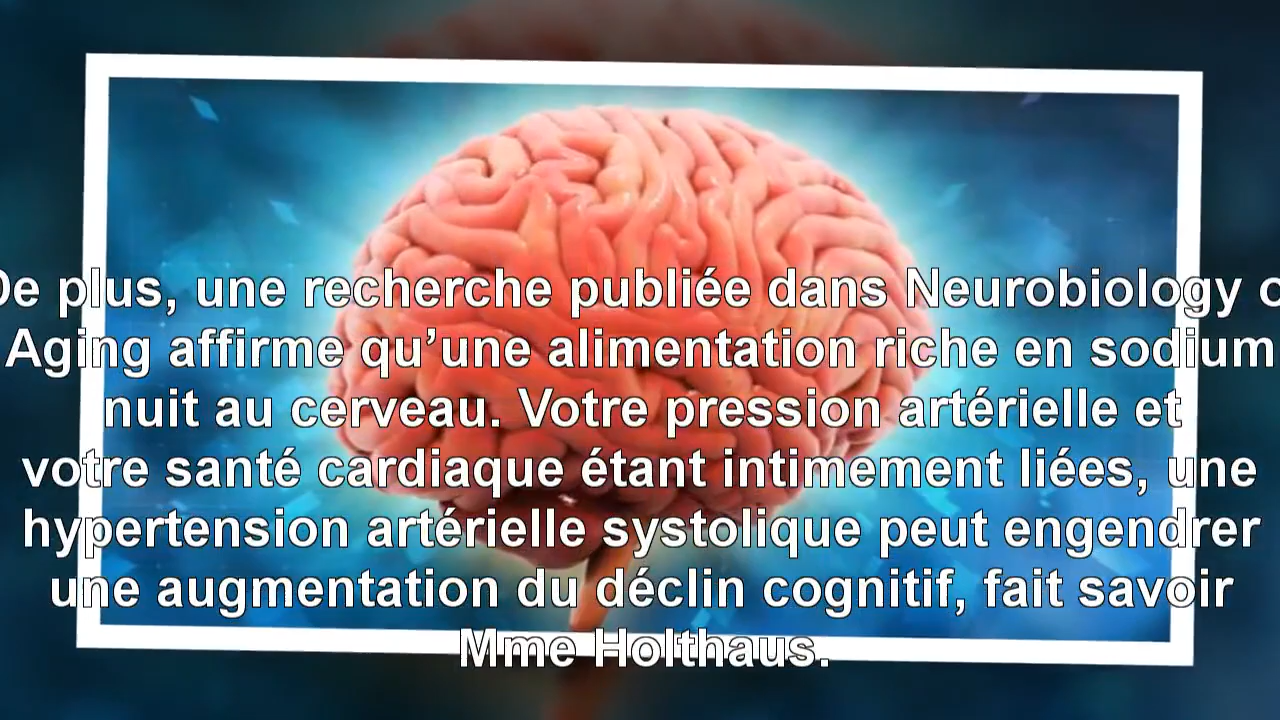 De plus, une recherche publiée dans Neurobiology o
Aging affirme qu’une alimentation riche en sodium
nuit au cerveau. Votre pression artérielle et
votre santé cardiaque étant intimement liées, une
hypertension artérielle systolique peut engendrer
une augmentation du déclin cognitif, fait savoir
Mme Holthaus.